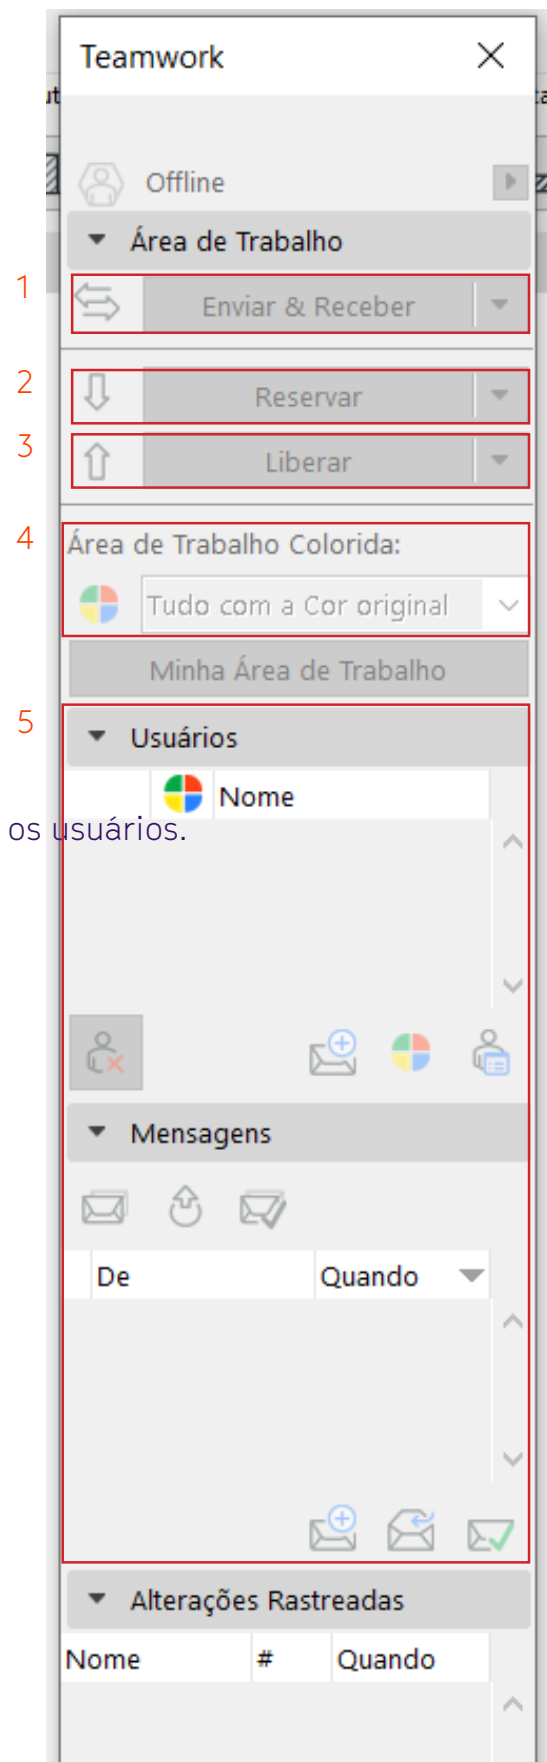 Teamwork
ut
Offline
Área de Trabalho
1
Enviar & Receber
2
Reservar
3
Liberar
4
Área de Trabalho Colorida:
Tudo com a Cor original
Minha Área de Trabalho
5
Usuários
Nome
os usuários.
Mensagens
De Quando
Alterações Rastreadas
Nome # Quando